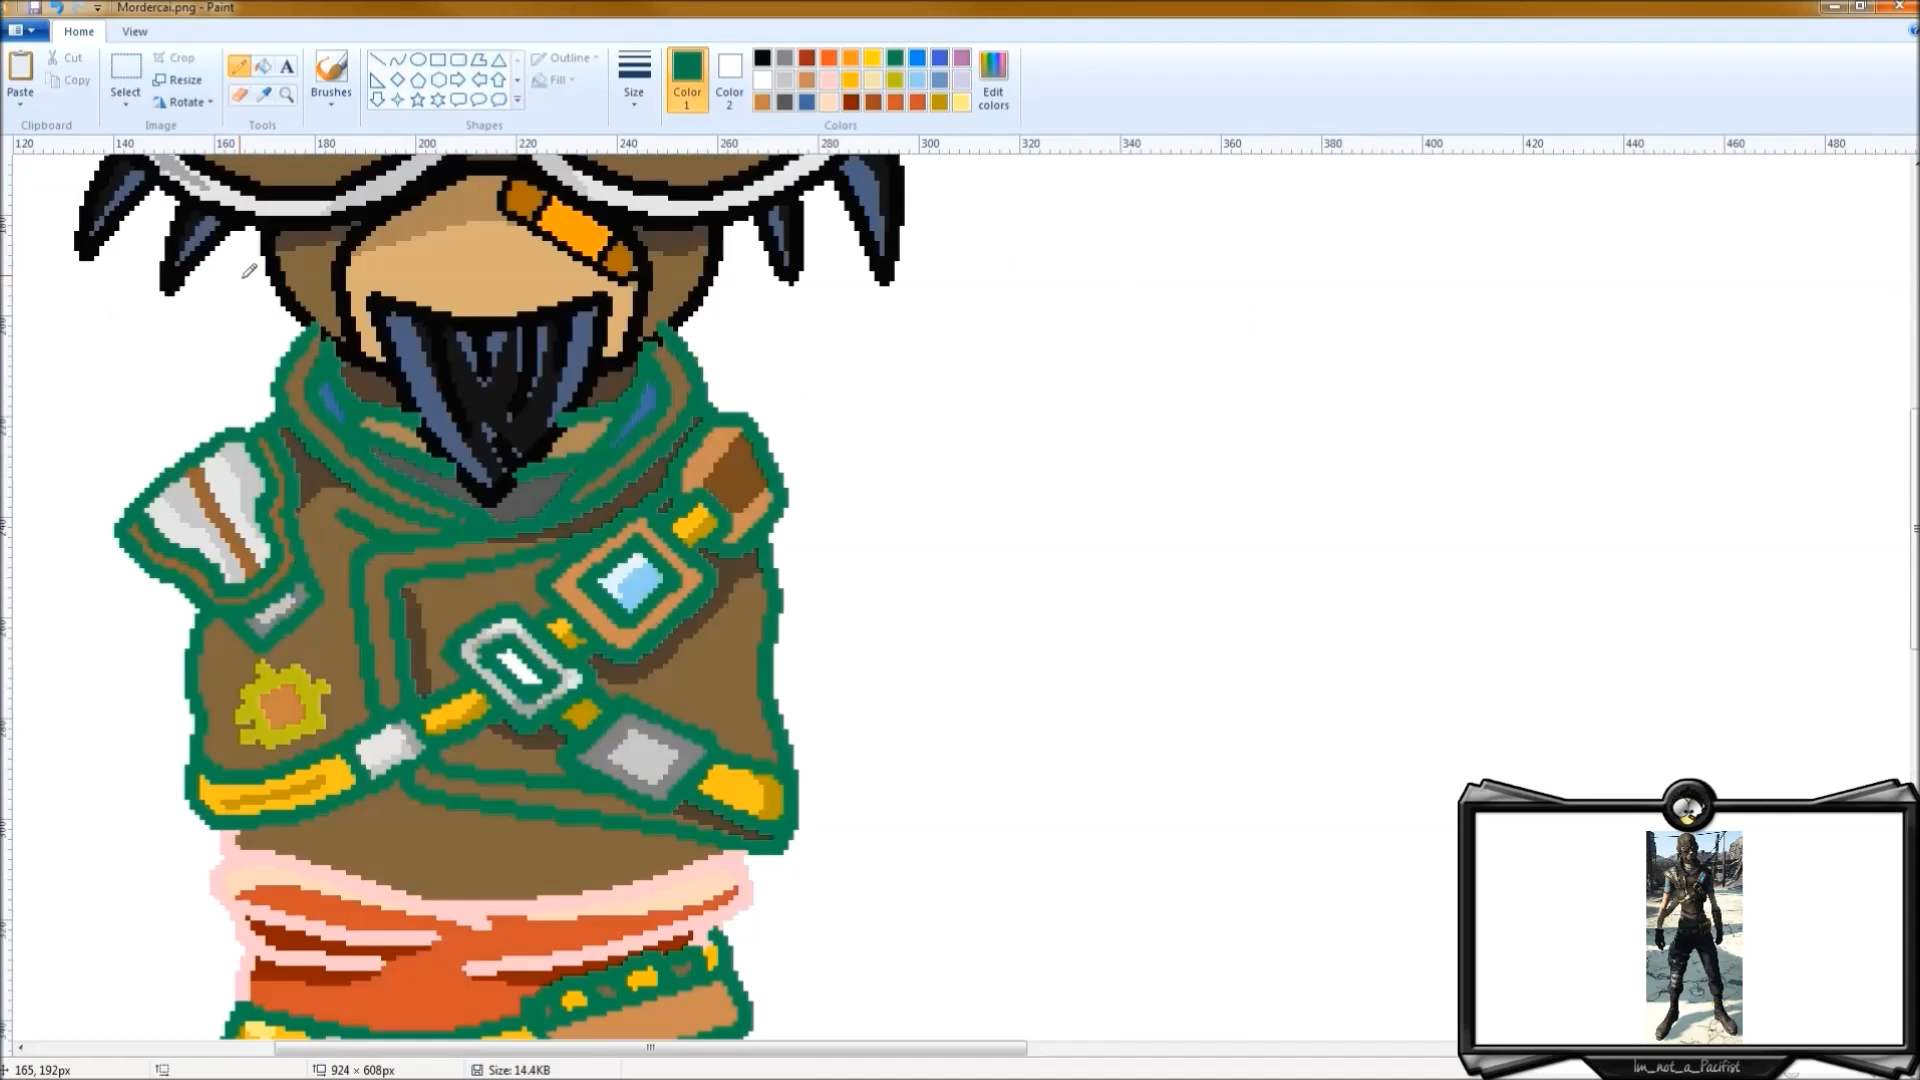 Mordercai.png - Paint
Home View
Paste
Cut
Copy
Clipboard
Select
Crop
Resize
Rotate
Image
A
Tools
Brushes
Outline
Fill
Shapes
Size
Color 1
Color 2
Edit colors
Colors
120 140 160 180 200 220 240 260 280 300 320 340 360 380 400 420 440 460 480
165, 192px
924 × 608px
Size: 14.4KB
Im_not_a_Pacifist